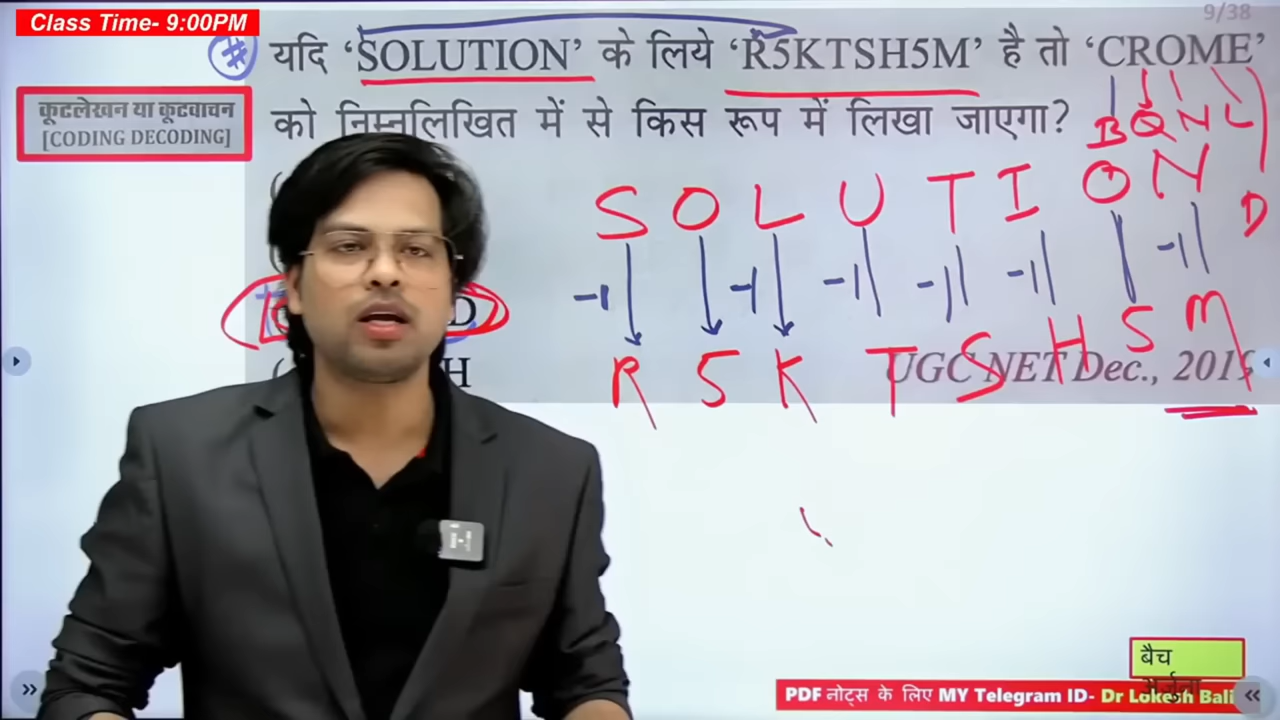 Class Time- 9:00PM
9/38
# यदि ‘SOLUTION’ के लिये ‘R5KTSH5M’ है तो ‘CROME’
कूटलेखन या कूटवाचन
[CODING DECODING]
को निम्नलिखित में से किस रूप में लिखा जाएगा?
B Q N L
D
S O L U T I O N
-1 -1 -1 -1 -1 -1
R 5 K T S H 5 M
D
H
UGC NET Dec., 2019
बैच
अर्जुना
PDF नोट्स के लिए MY Telegram ID- Dr Lokesh Bali